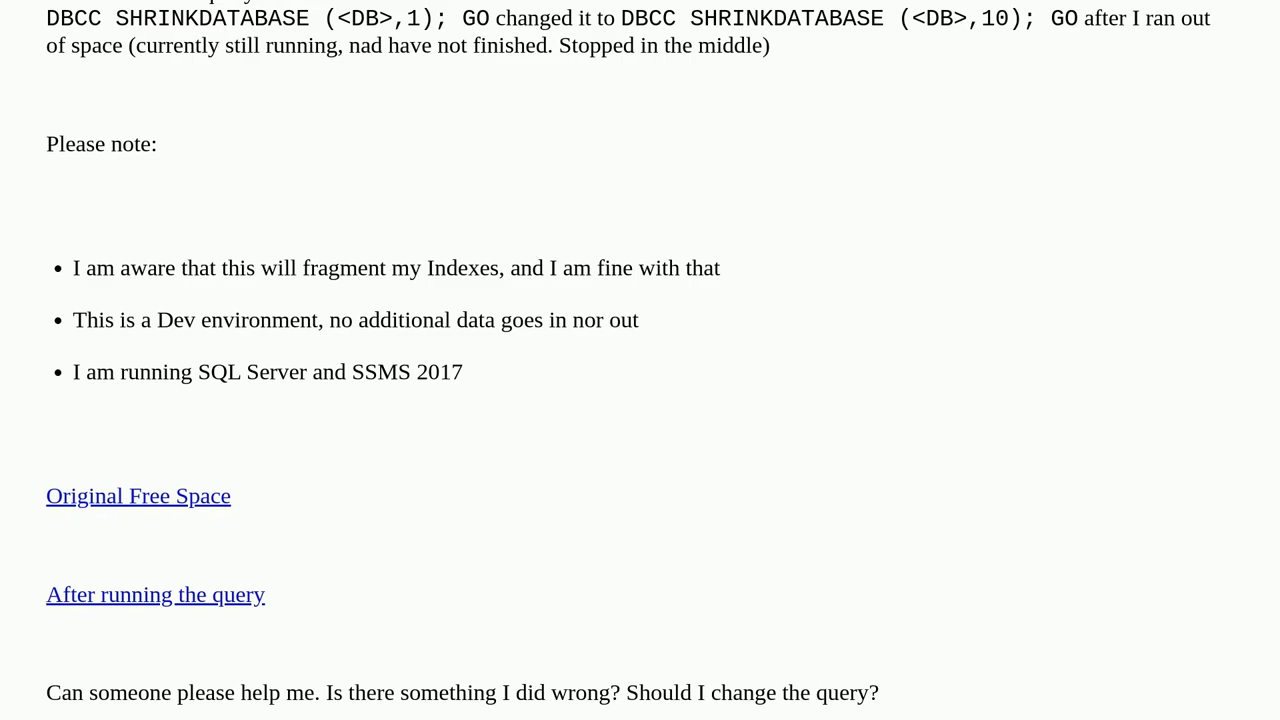 DBCC SHRINKDATABASE (<DB>,1); GO changed it to DBCC SHRINKDATABASE (<DB>,10); GO after I ran out
of space (currently still running, nad have not finished. Stopped in the middle)
Please note:
• I am aware that this will fragment my Indexes, and I am fine with that
• This is a Dev environment, no additional data goes in nor out
• I am running SQL Server and SSMS 2017
Original Free Space
After running the query
Can someone please help me. Is there something I did wrong? Should I change the query?